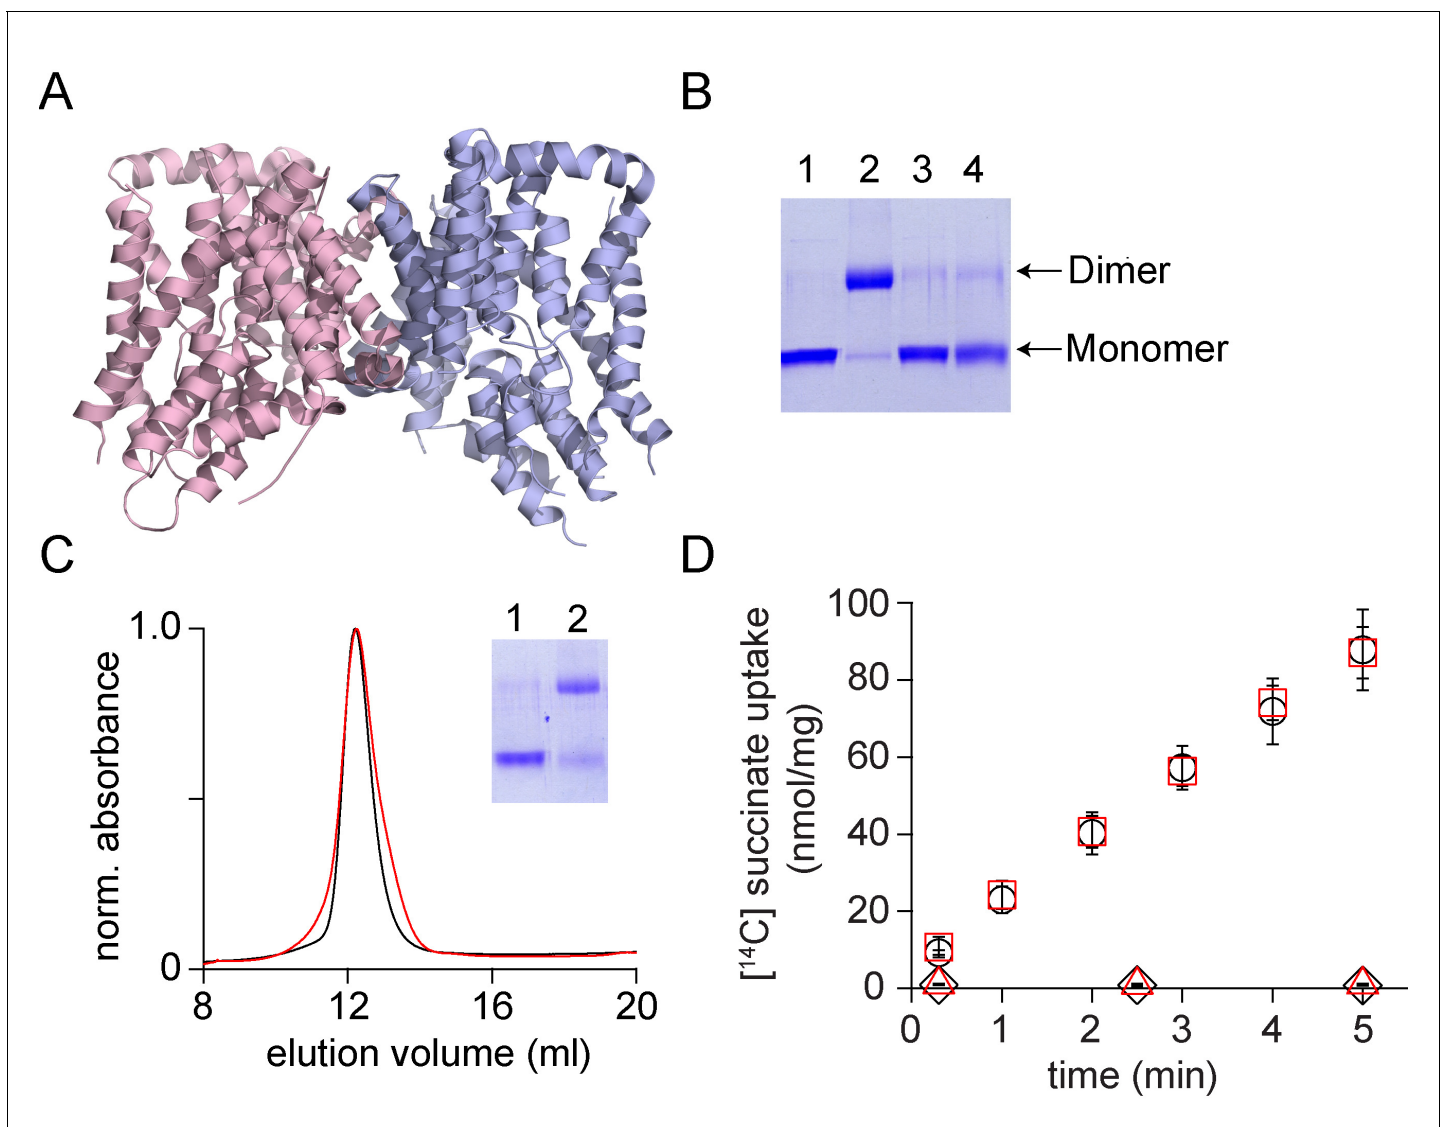 A
B
1 2 3 4
Dimer
Monomer
C
1.0
0
norm. absorbance
1 2
8 12 16 20
elution volume (ml)
D
[¹⁴C] succinate uptake
(nmol/mg)
100
80
60
40
20
0
0 1 2 3 4 5
time (min)